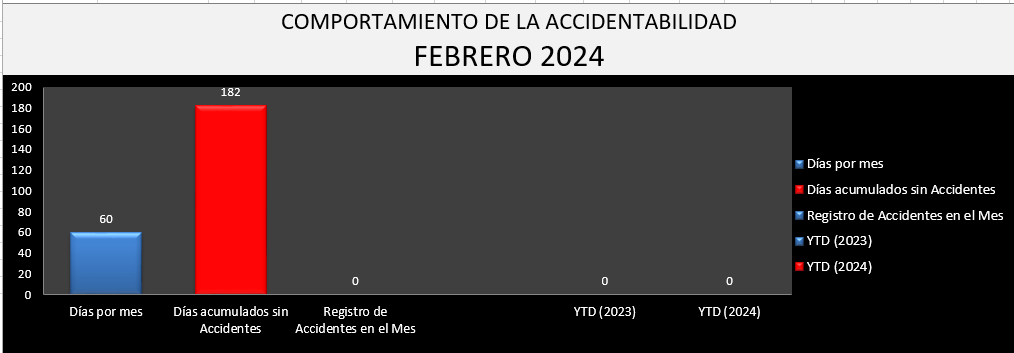 COMPORTAMIENTO DE LA ACCIDENTABILIDAD
FEBRERO 2024
200
180
160
140
120
100
80
60
40
20
0
60
182
0
0
0
Días por mes
Días acumulados sin
Accidentes
Registro de
Accidentes en el Mes
YTD (2023)
YTD (2024)
Días por mes
Días acumulados sin Accidentes
Registro de Accidentes en el Mes
YTD (2023)
YTD (2024)